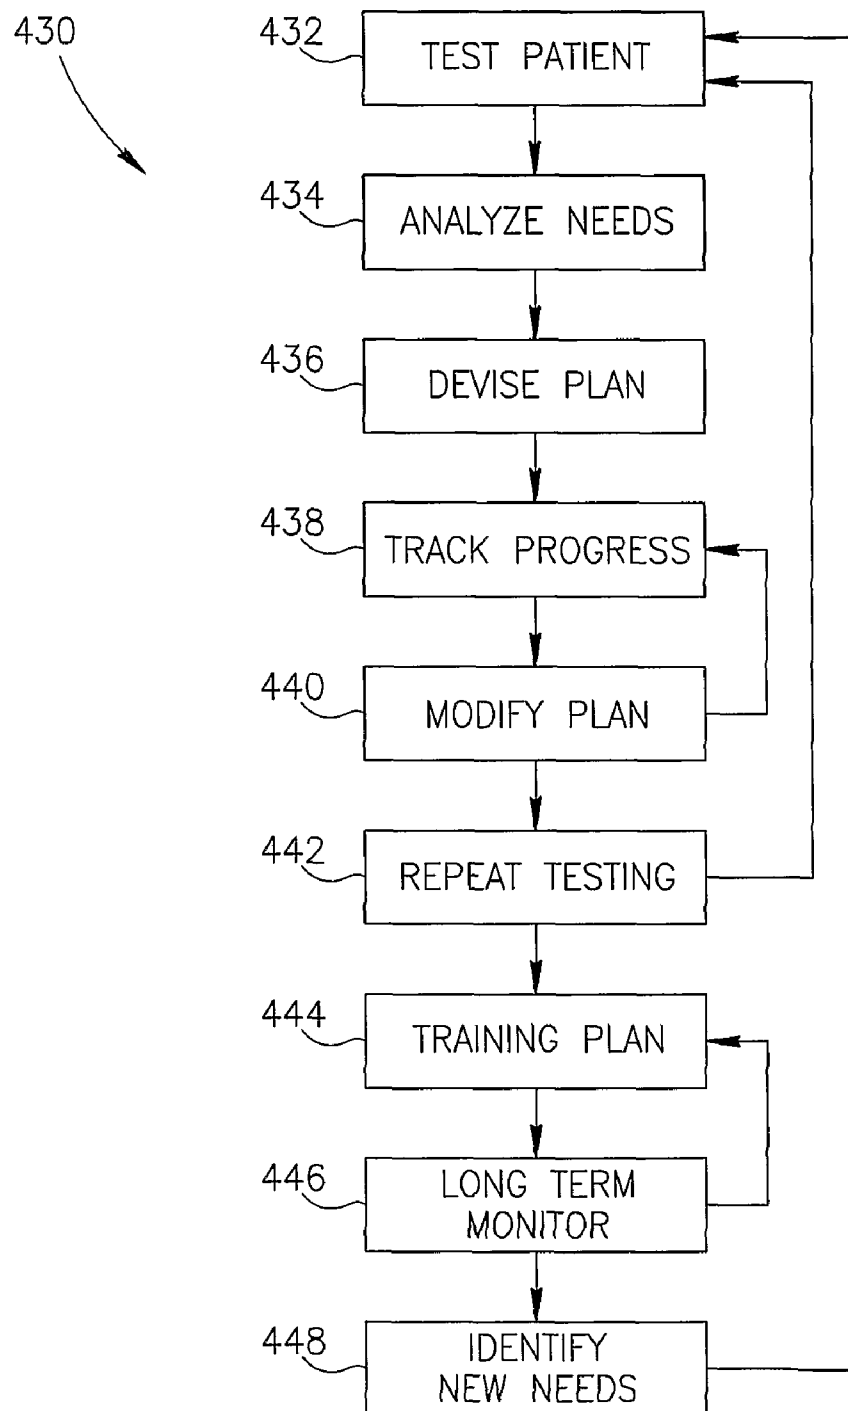 430
432
TEST PATIENT
434
ANALYZE NEEDS
436
DEVISE PLAN
438
TRACK PROGRESS
440
MODIFY PLAN
442
REPEAT TESTING
444
TRAINING PLAN
446
LONG TERM
MONITOR
448
IDENTIFY
NEW NEEDS